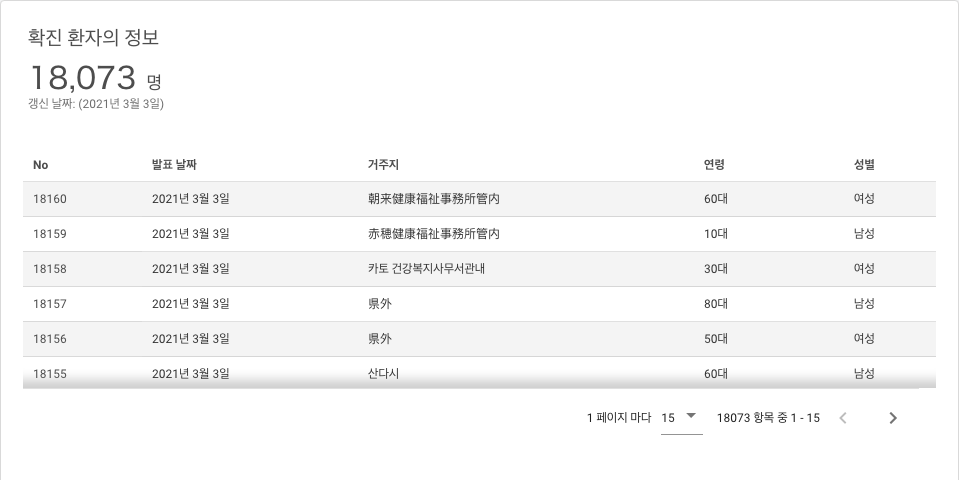 확진 환자의 정보
18,073 명
갱신 날짜: (2021년 3월 3일)
No 발표 날짜 거주지 연령 성별
18160 2021년 3월 3일 朝来健康福祉事務所管内 60대 여성
18159 2021년 3월 3일 赤穂健康福祉事務所管内 10대 남성
18158 2021년 3월 3일 카토 건강복지사무서관내 30대 여성
18157 2021년 3월 3일 県外 80대 남성
18156 2021년 3월 3일 県外 50대 여성
18155 2021년 3월 3일 산다시 60대 남성
1 페이지 마다 15 18073 항목 중 1 - 15